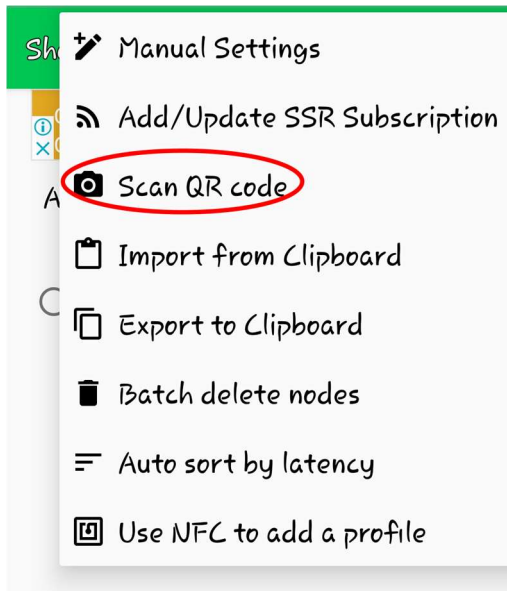 Sh
Manual Settings
Add/Update SSR Subscription
Scan QR code
A
Import from Clipboard
Export to Clipboard
Batch delete nodes
Auto sort by latency
Use NFC to add a profile